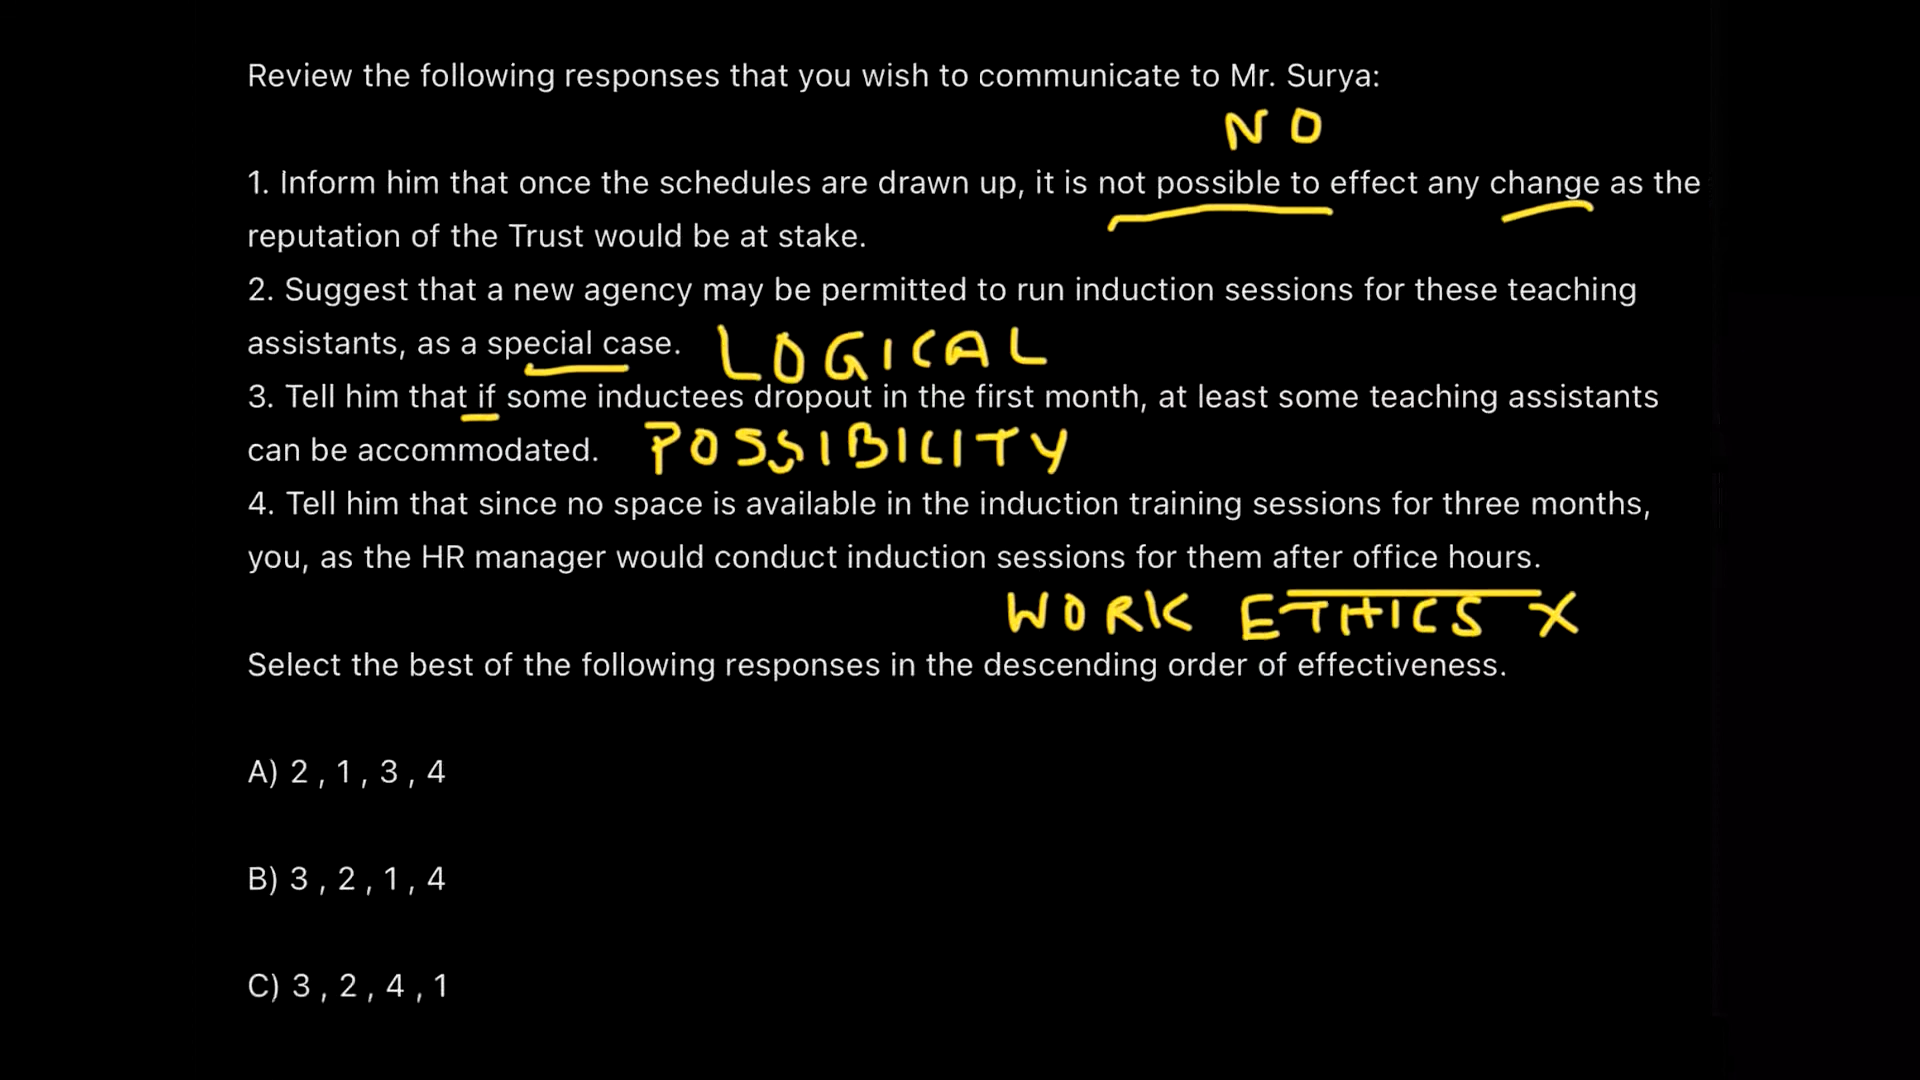 Review the following responses that you wish to communicate to Mr. Surya:
NO
1. Inform him that once the schedules are drawn up, it is not possible to effect any change as the
reputation of the Trust would be at stake.
2. Suggest that a new agency may be permitted to run induction sessions for these teaching
assistants, as a special case. LOGICAL
3. Tell him that if some inductees dropout in the first month, at least some teaching assistants
can be accommodated. POSSIBILITY
4. Tell him that since no space is available in the induction training sessions for three months,
you, as the HR manager would conduct induction sessions for them after office hours.
WORK ETHICS X
Select the best of the following responses in the descending order of effectiveness.
A) 2 , 1 , 3 , 4
B) 3 , 2 , 1 , 4
C) 3 , 2 , 4 , 1